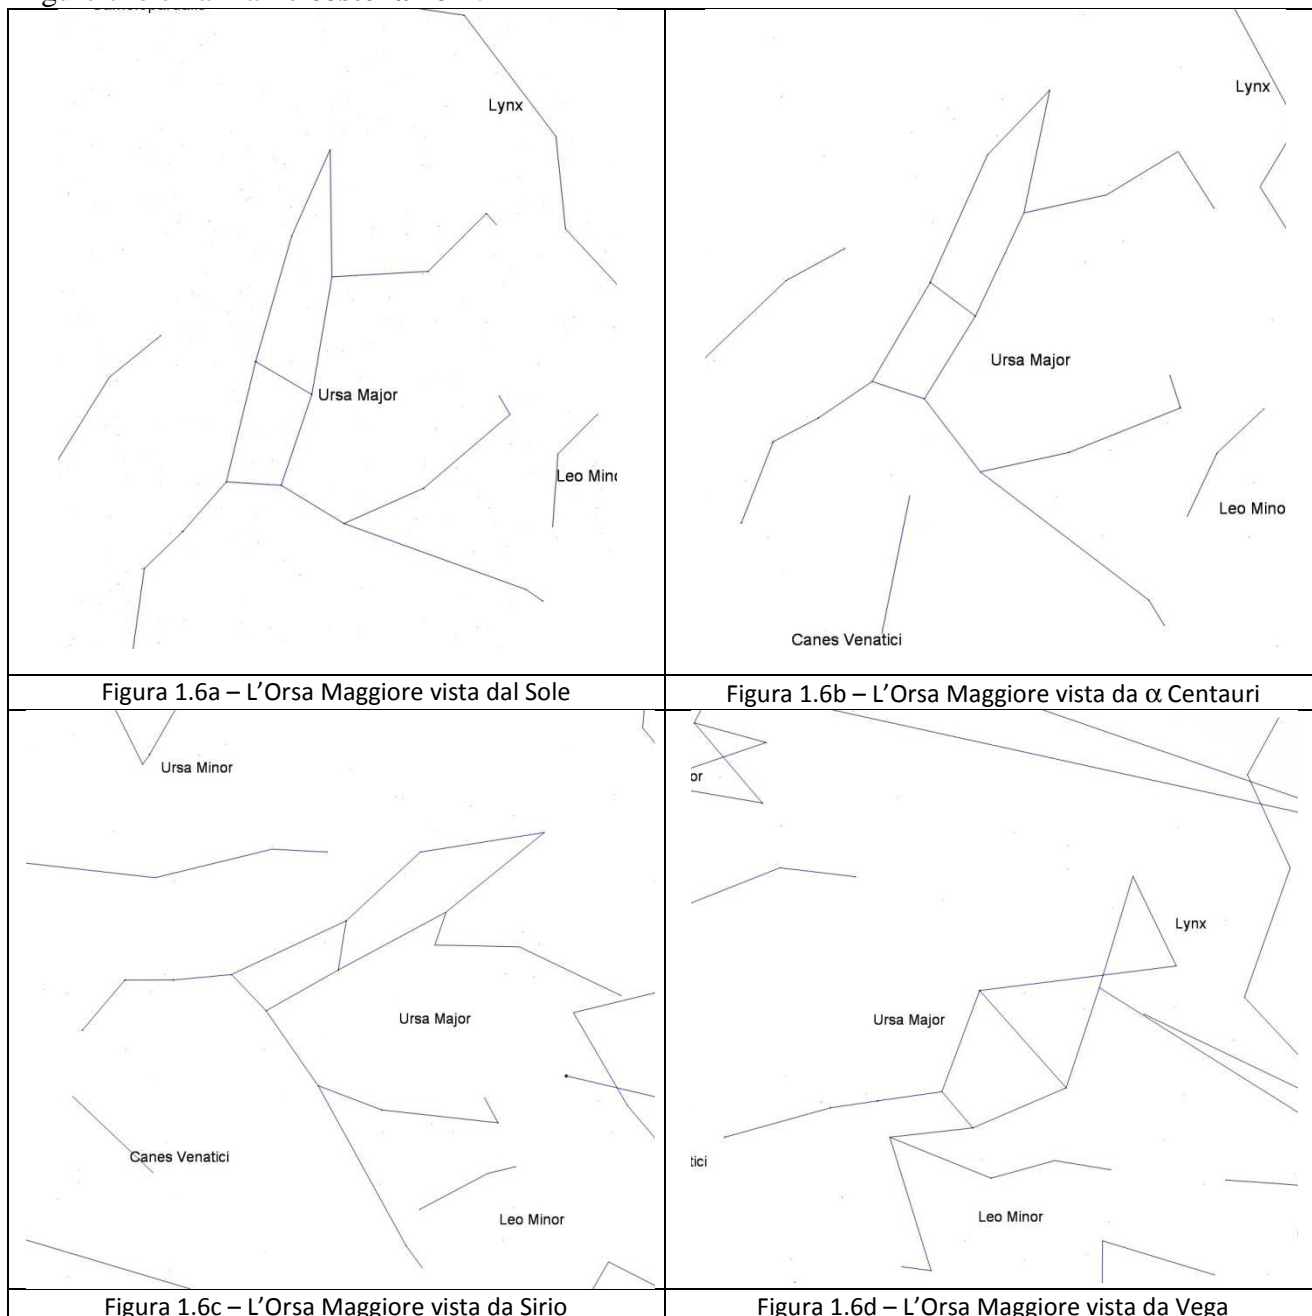 Lynx
Ursa Major
Leo Mino
Figura 1.6a – L'Orsa Maggiore vista dal Sole
Lynx
Ursa Major
Leo Mino
Canes Venatici
Figura 1.6b – L'Orsa Maggiore vista da α Centauri
Ursa Minor
Ursa Major
Canes Venatici
Leo Minor
Figura 1.6c – L'Orsa Maggiore vista da Sirio
or
Lynx
Ursa Major
tici
Leo Minor
Figura 1.6d – L'Orsa Maggiore vista da Vega